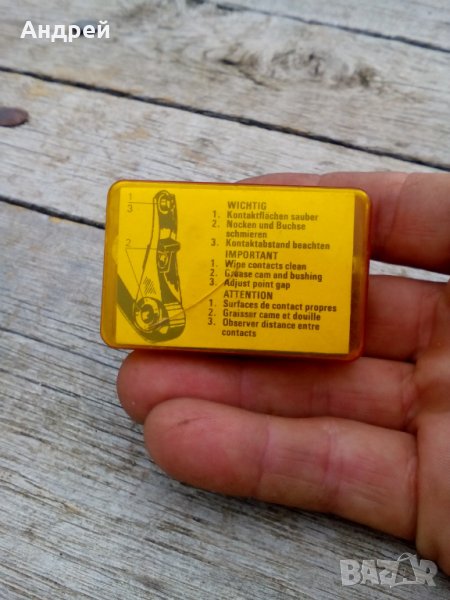 Андрей
1
3
2
WICHTIG
1. Kontaktflächen sauber
2. Nocken und Buchse
schmieren
3. Kontaktabstand beachten
IMPORTANT
1. Wipe contacts clean
2. Grease cam and bushing
3. Adjust point gap
ATTENTION
1. Surfaces de contact propres
2. Graisser came et douille
3. Observer distance entre
contacts
BAZAR